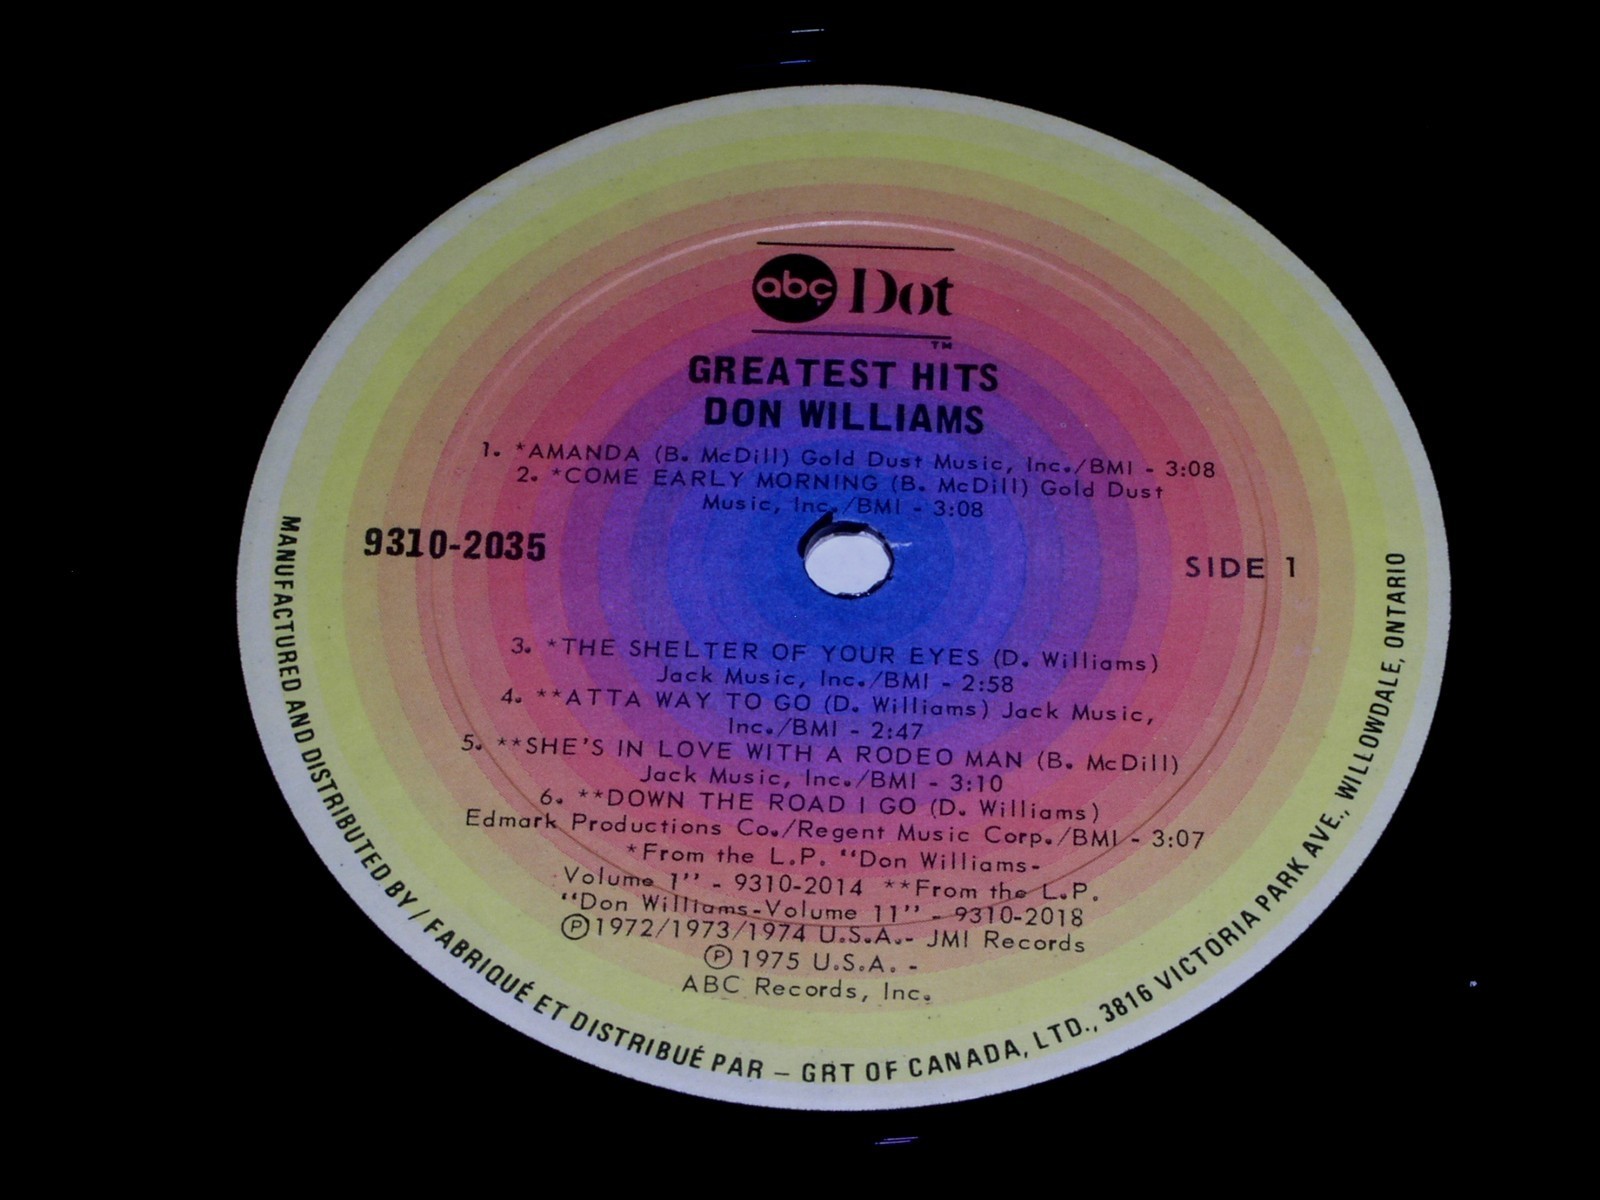 abc Dot
TM
GREATEST HITS
DON WILLIAMS
1. *AMANDA (B. McDill) Gold Dust Music, Inc./BMI - 3:08
2. *COME EARLY MORNING (B. McDill) Gold Dust
Music, Inc./BMI - 3:08
9310-2035
SIDE 1
3. *THE SHELTER OF YOUR EYES (D. Williams)
Jack Music, Inc./BMI - 2:58
4. **ATTA WAY TO GO (D. Williams) Jack Music,
Inc./BMI - 2:47
5. **SHE'S IN LOVE WITH A RODEO MAN (B. McDill)
Jack Music, Inc./BMI - 3:10
6. **DOWN THE ROAD I GO (D. Williams)
Edmark Productions Co./Regent Music Corp./BMI - 3:07
*From the L.P. "Don Williams-
Volume 1" - 9310-2014 **From the L.P.
"Don Williams-Volume 11" - 9310-2018
Ⓟ1972/1973/1974 U.S.A.- JMI Records
Ⓟ1975 U.S.A. -
ABC Records, Inc.
MANUFACTURED AND DISTRIBUTED BY / FABRIQUÉ ET DISTRIBUÉ PAR – GRT OF CANADA, LTD., 3816 VICTORIA PARK AVE., WILLOWDALE, ONTARIO